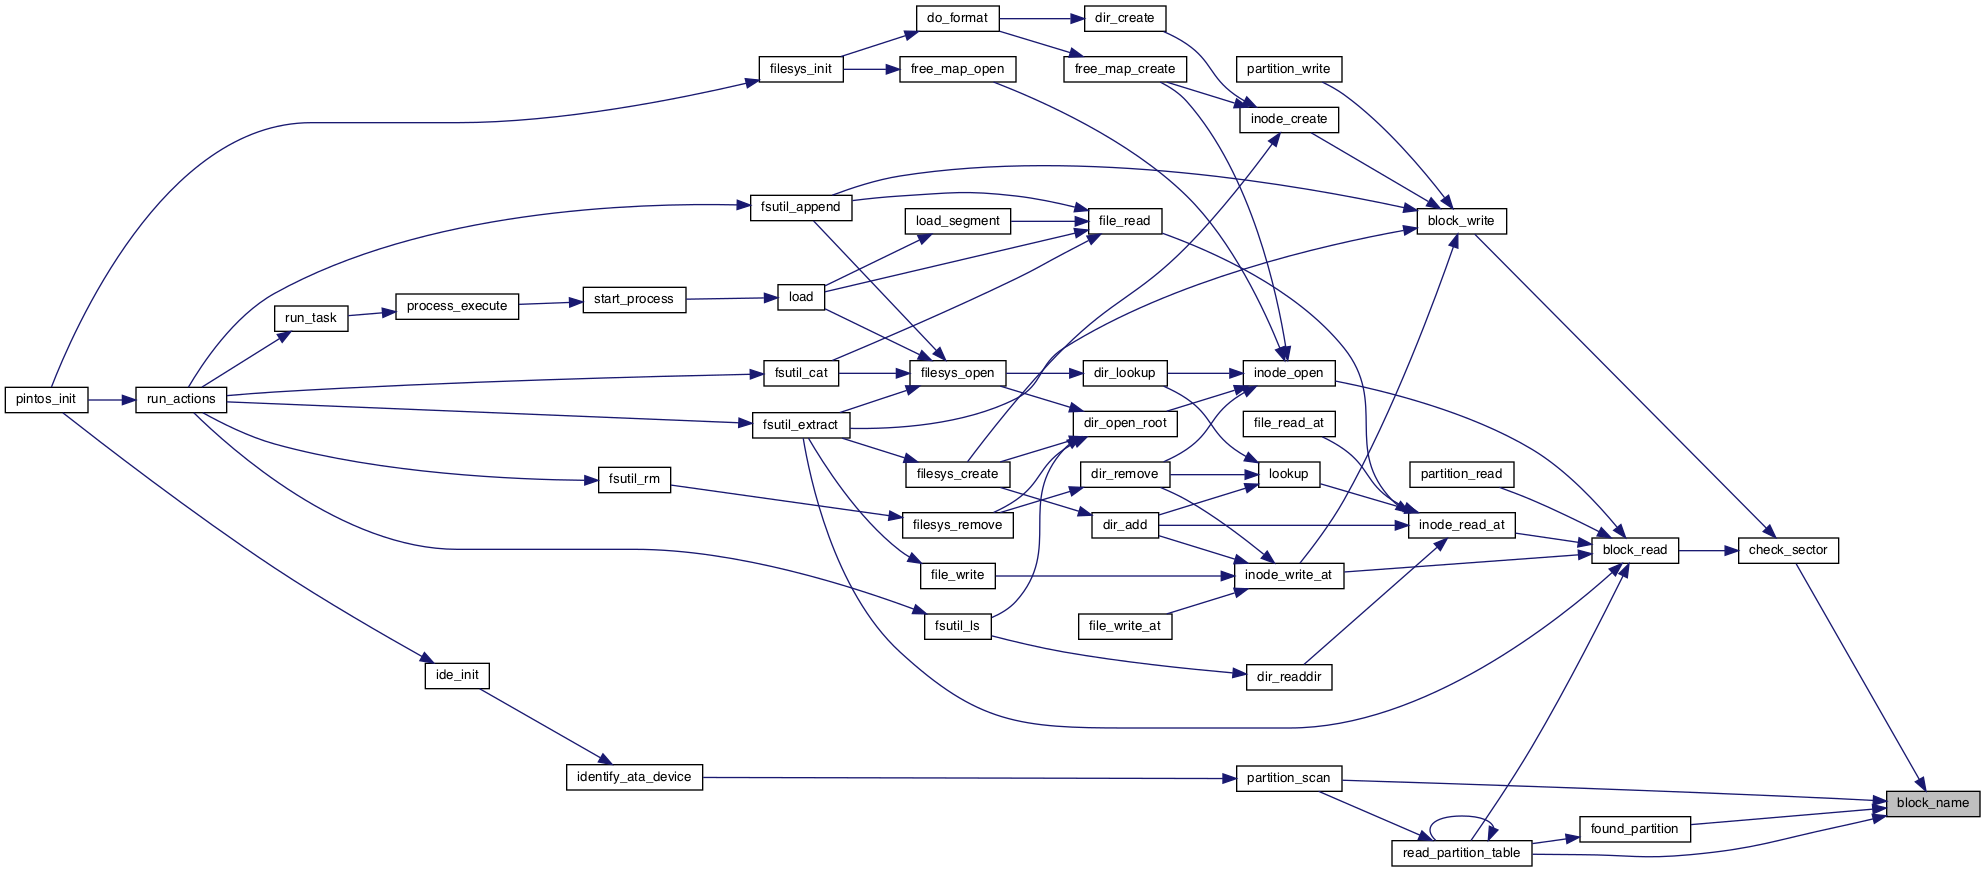 do_format
dir_create
filesys_init
free_map_open
free_map_create
partition_write
inode_create
fsutil_append
load_segment
file_read
block_write
run_task
process_execute
start_process
load
pintos_init
run_actions
fsutil_cat
filesys_open
dir_lookup
inode_open
fsutil_extract
dir_open_root
file_read_at
fsutil_rm
filesys_create
dir_remove
lookup
partition_read
filesys_remove
dir_add
inode_read_at
block_read
check_sector
file_write
inode_write_at
fsutil_ls
file_write_at
ide_init
dir_readdir
identify_ata_device
partition_scan
block_name
found_partition
read_partition_table